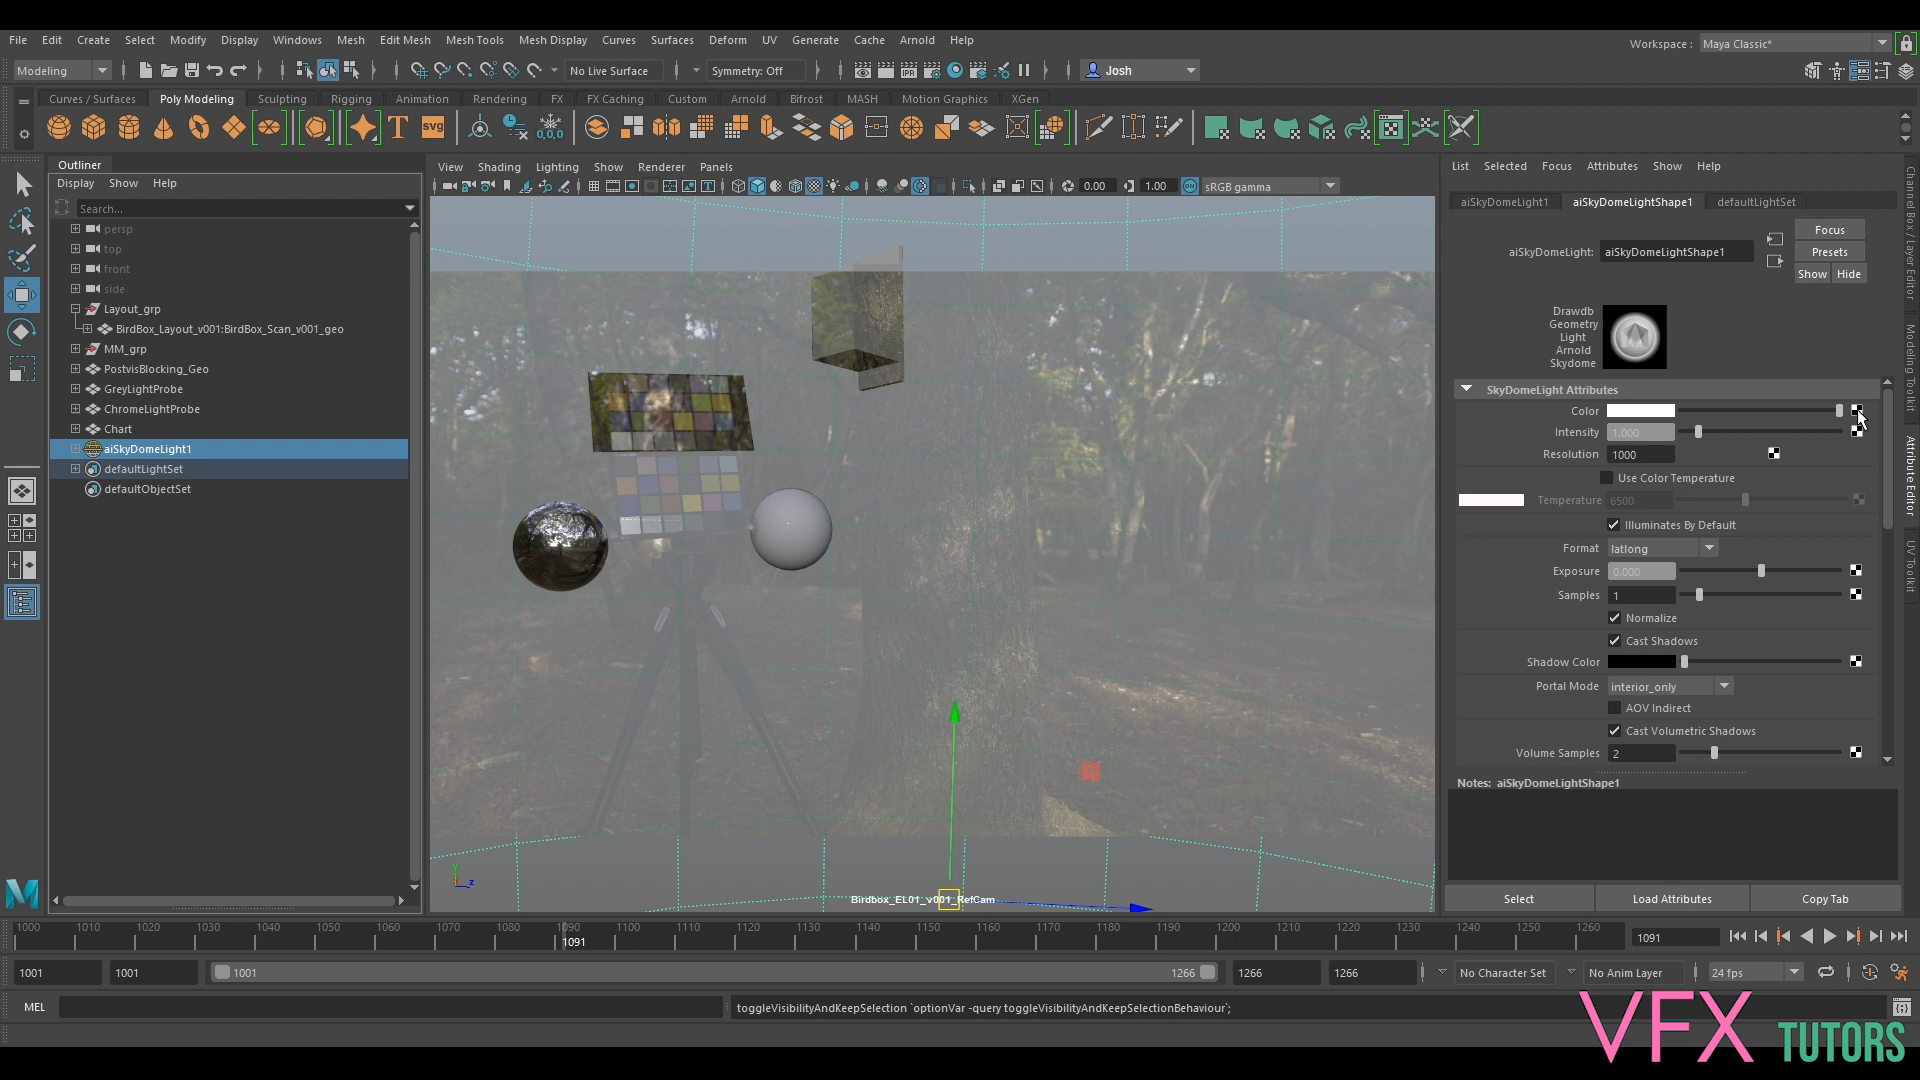 File Edit Create Select Modify Display Windows Mesh Edit Mesh Mesh Tools Mesh Display Curves Surfaces Deform UV Generate Cache Arnold Help
Workspace : Maya Classic*
Modeling No Live Surface Symmetry: Off Josh
Curves / Surfaces Poly Modeling Sculpting Rigging Animation Rendering FX FX Caching Custom Arnold Bifrost MASH Motion Graphics XGen
T svg 0,0,0
Outliner
Display Show Help
Search...
persp
top
front
side
Layout_grp
BirdBox_Layout_v001:BirdBox_Scan_v001_geo
MM_grp
PostvisBlocking_Geo
GreyLightProbe
ChromeLightProbe
Chart
aiSkyDomeLight1
defaultLightSet
defaultObjectSet
View Shading Lighting Show Renderer Panels
0.00 1.00 sRGB gamma
y
z
Birdbox_EL01_v001_RefCam
List Selected Focus Attributes Show Help
aiSkyDomeLight1 aiSkyDomeLightShape1 defaultLightSet
aiSkyDomeLight: aiSkyDomeLightShape1
Focus
Presets
Show Hide
Drawdb
Geometry
Light
Arnold
Skydome
SkyDomeLight Attributes
Color
Intensity 1.000
Resolution 1000
Use Color Temperature
Temperature 6500
Illuminates By Default
Format latlong
Exposure 0.000
Samples 1
Normalize
Cast Shadows
Shadow Color
Portal Mode interior_only
AOV Indirect
Cast Volumetric Shadows
Volume Samples 2
Notes: aiSkyDomeLightShape1
Select Load Attributes Copy Tab
Channel Box / Layer Editor
Modeling Toolkit
Attribute Editor
UV Toolkit
1000 1010 1020 1030 1040 1050 1060 1070 1080 1090 1100 1110 1120 1130 1140 1150 1160 1170 1180 1190 1200 1210 1220 1230 1240 1250 1260
1091
1091
1001 1001 1001 1266 1266 1266 No Character Set No Anim Layer 24 fps
MEL toggleVisibilityAndKeepSelection `optionVar -query toggleVisibilityAndKeepSelectionBehaviour`;
VFX TUTORS